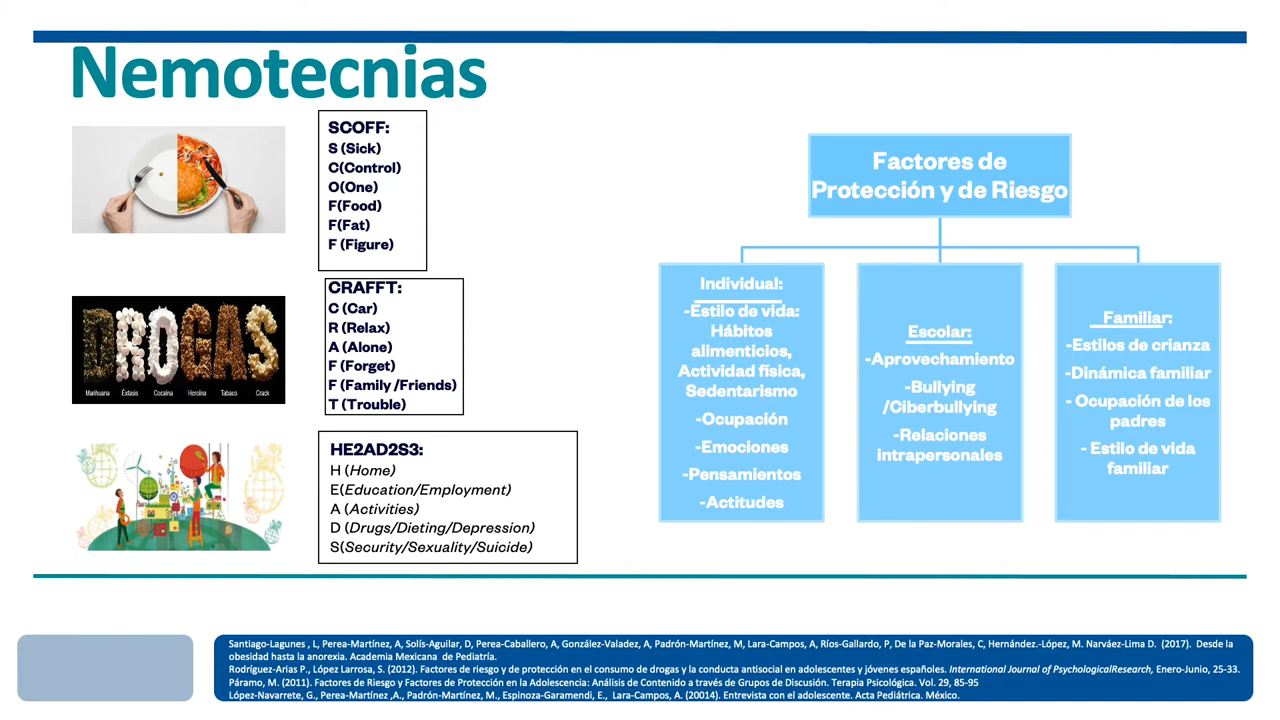 Nemotecnias
SCOFF:
S (Sick)
C(Control)
O(One)
F(Food)
F(Fat)
F (Figure)
DROGAS
Marihuana Éxtasis Cocaína Heroína Tabaco Crack
CRAFFT:
C (Car)
R (Relax)
A (Alone)
F (Forget)
F (Family /Friends)
T (Trouble)
HE2AD2S3:
H (Home)
E(Education/Employment)
A (Activities)
D (Drugs/Dieting/Depression)
S(Security/Sexuality/Suicide)
Factores de
Protección y de Riesgo
Individual:
-Estilo de vida:
Hábitos
alimenticios,
Actividad física,
Sedentarismo
-Ocupación
-Emociones
-Pensamientos
-Actitudes
Escolar:
-Aprovechamiento
-Bullying
/Ciberbullying
-Relaciones
intrapersonales
Familiar:
-Estilos de crianza
-Dinámica familiar
- Ocupación de los
padres
- Estilo de vida
familiar
Santiago-Lagunes , L, Perea-Martínez, A, Solís-Aguilar, D, Perea-Caballero, A, González-Valadez, A, Padrón-Martínez, M, Lara-Campos, A, Ríos-Gallardo, P, De la Paz-Morales, C, Hernández.-López, M. Narváez-Lima D. (2017). Desde la
obesidad hasta la anorexia. Academia Mexicana de Pediatría.
Rodríguez-Arias P., López Larrosa, S. (2012). Factores de riesgo y de protección en el consumo de drogas y la conducta antisocial en adolescentes y jóvenes españoles. International Journal of PsychologicalResearch, Enero-Junio, 25-33.
Páramo, M. (2011). Factores de Riesgo y Factores de Protección en la Adolescencia: Análisis de Contenido a través de Grupos de Discusión. Terapia Psicológica. Vol. 29, 85-95
López-Navarrete, G., Perea-Martínez ,A., Padrón-Martínez, M., Espinoza-Garamendi, E., Lara-Campos, A. (20014). Entrevista con el adolescente. Acta Pediátrica. México.